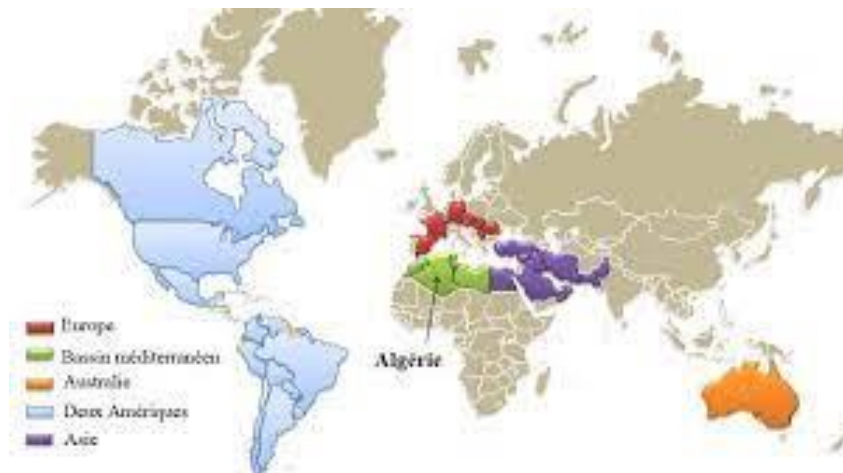 Europe
Bassin méditerranéen
Algérie
Australie
Deux Amériques
Asie